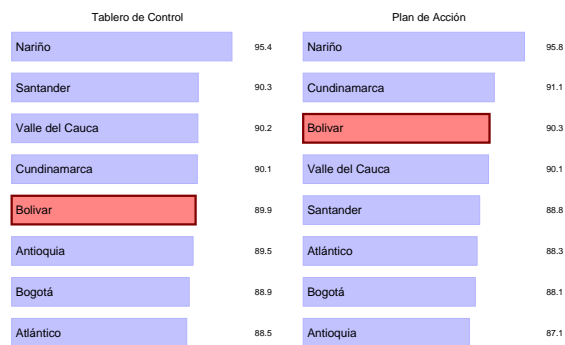 Tablero de Control
Nariño 95.4
Santander 90.3
Valle del Cauca 90.2
Cundinamarca 90.1
Bolivar 89.9
Antioquia 89.5
Bogotá 88.9
Atlántico 88.5
Plan de Acción
Nariño 95.8
Cundinamarca 91.1
Bolivar 90.3
Valle del Cauca 90.1
Santander 88.8
Atlántico 88.3
Bogotá 88.1
Antioquia 87.1